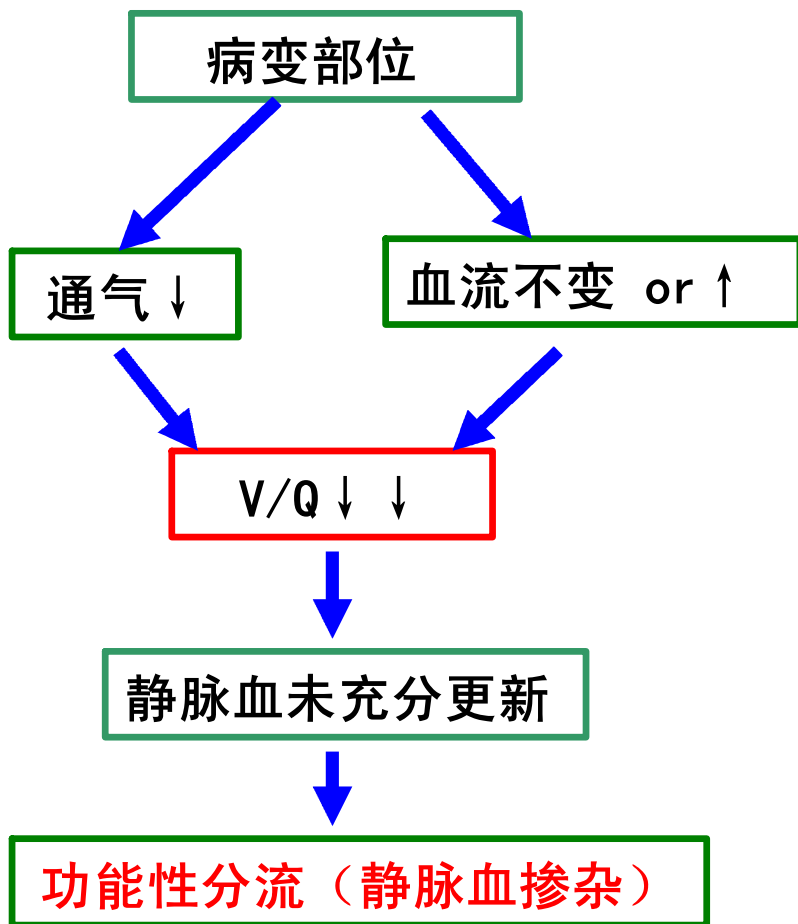 病变部位
通气↓
血流不变 or ↑
V/Q↓ ↓
静脉血未充分更新
功能性分流（静脉血掺杂）